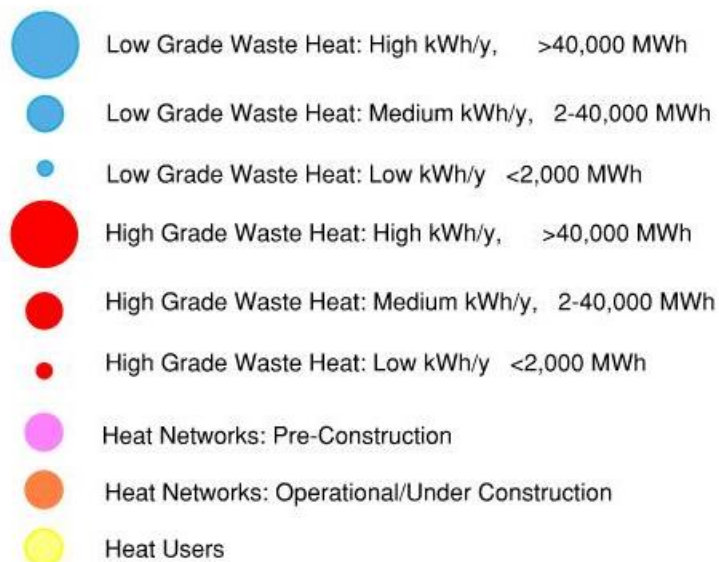 Low Grade Waste Heat: High kWh/y, >40,000 MWh
Low Grade Waste Heat: Medium kWh/y, 2-40,000 MWh
Low Grade Waste Heat: Low kWh/y <2,000 MWh
High Grade Waste Heat: High kWh/y, >40,000 MWh
High Grade Waste Heat: Medium kWh/y, 2-40,000 MWh
High Grade Waste Heat: Low kWh/y <2,000 MWh
Heat Networks: Pre-Construction
Heat Networks: Operational/Under Construction
Heat Users